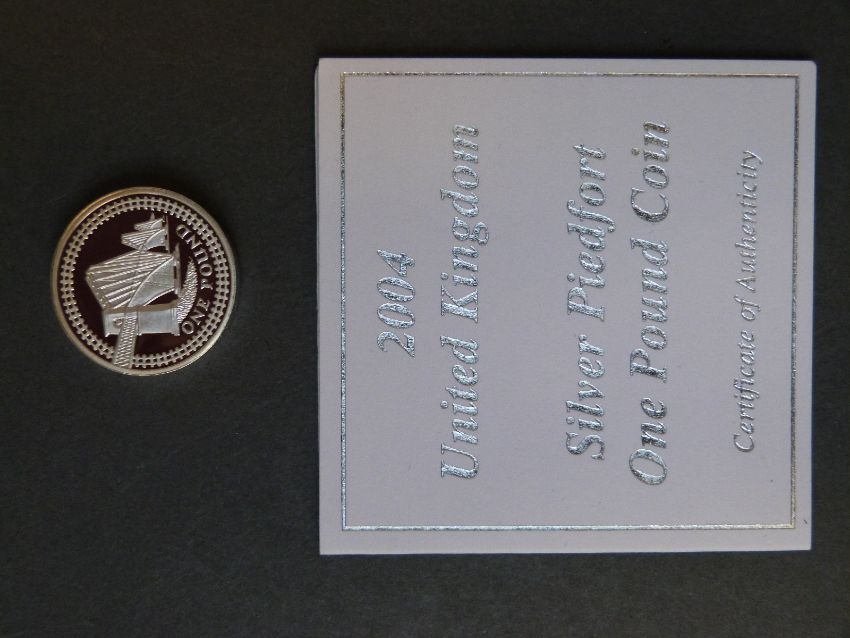 ONE POUND
2004
United Kingdom
Silver Piedfort
One Pound Coin
Certificate of Authenticity